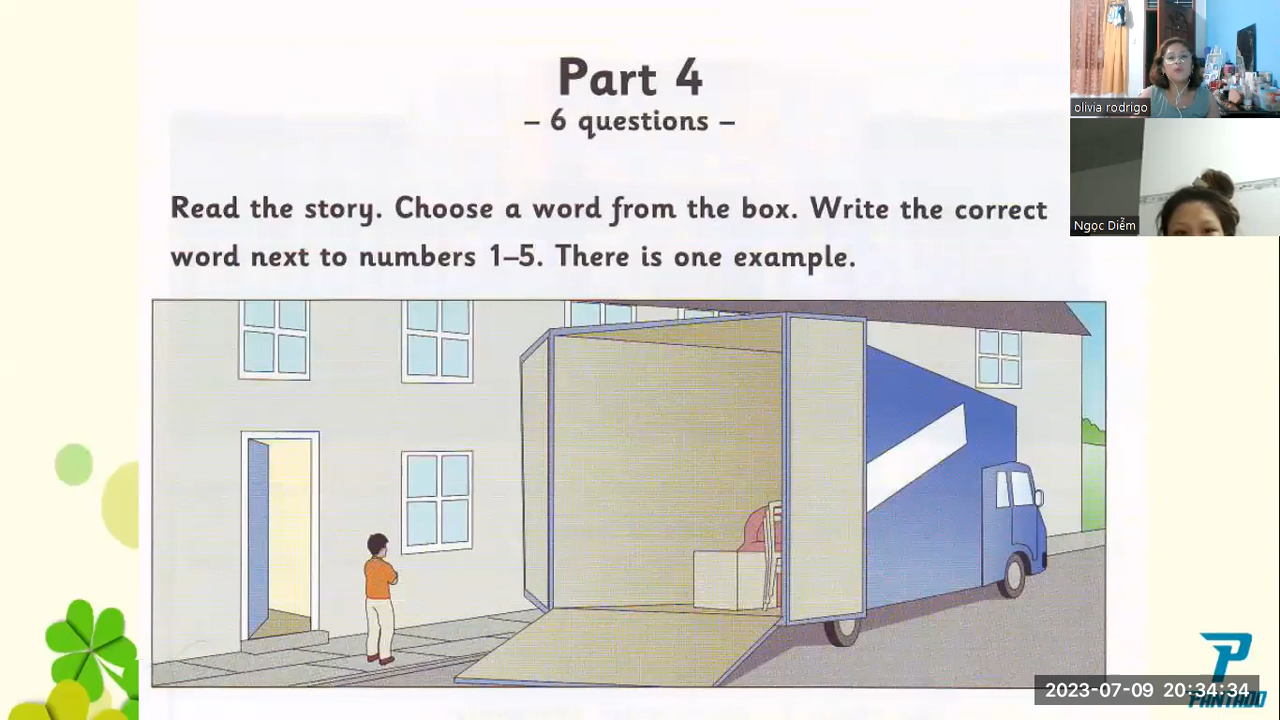 Part 4
– 6 questions –
Read the story. Choose a word from the box. Write the correct
word next to numbers 1–5. There is one example.
olivia rodrigo
Ngọc Diễm
2023-07-09 20:34:34
PANTADO